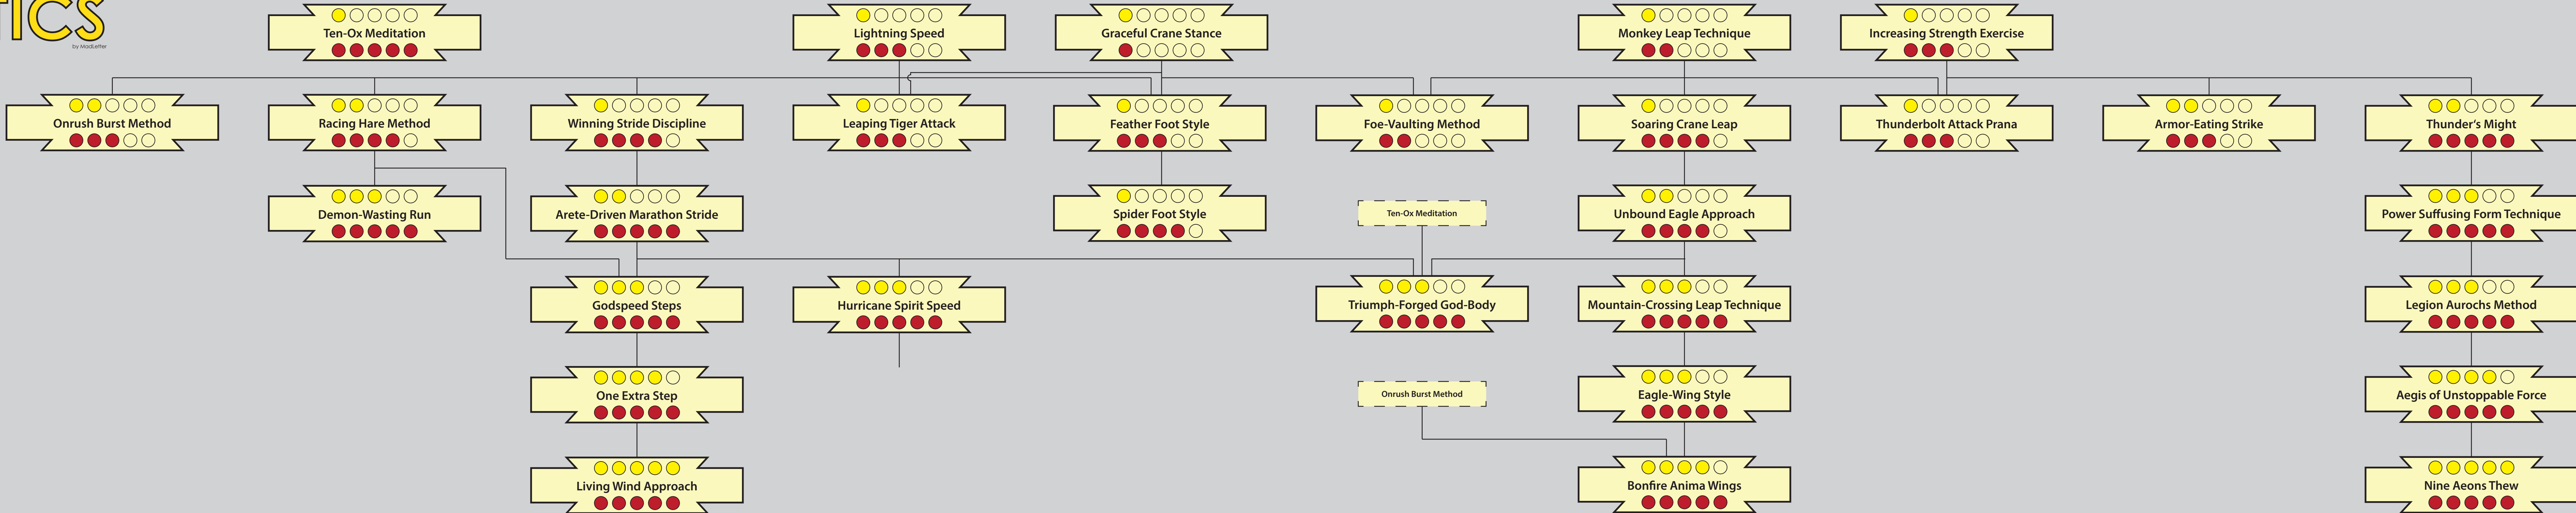 TICS
by MadLetter
Ten-Ox Meditation
Lightning Speed
Graceful Crane Stance
Monkey Leap Technique
Increasing Strength Exercise
Onrush Burst Method
Racing Hare Method
Winning Stride Discipline
Leaping Tiger Attack
Feather Foot Style
Foe-Vaulting Method
Soaring Crane Leap
Thunderbolt Attack Prana
Armor-Eating Strike
Thunder's Might
Demon-Wasting Run
Arete-Driven Marathon Stride
Spider Foot Style
Ten-Ox Meditation
Unbound Eagle Approach
Power Suffusing Form Technique
Godspeed Steps
Hurricane Spirit Speed
Triumph-Forged God-Body
Mountain-Crossing Leap Technique
Legion Aurochs Method
One Extra Step
Onrush Burst Method
Eagle-Wing Style
Aegis of Unstoppable Force
Living Wind Approach
Bonfire Anima Wings
Nine Aeons Thew